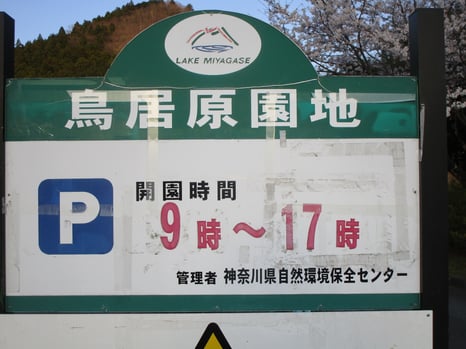 LAKE MIYAGASE
鳥居原園地
P
開園時間
9時～17時
管理者 神奈川県自然環境保全センター